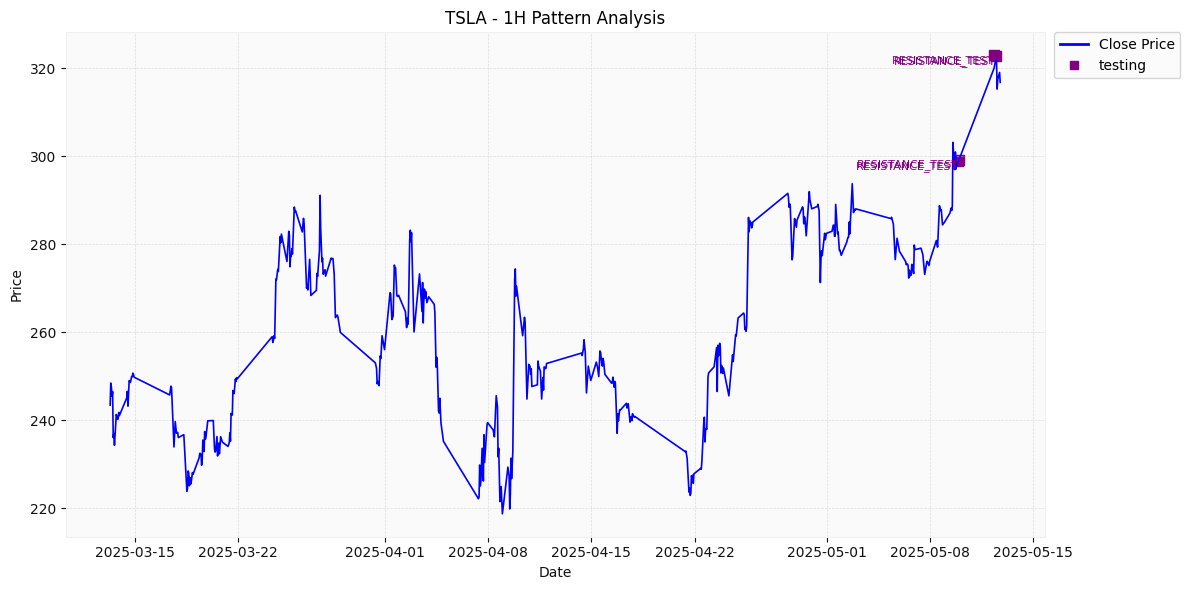 TSLA - 1H Pattern Analysis
Close Price
testing
RESISTANCE_TEST
RESISTANCE_TEST
RESISTANCE_TEST
RESISTANCE_TEST
Price
320
300
280
260
240
220
2025-03-15
2025-03-22
2025-04-01
2025-04-08
2025-04-15
2025-04-22
2025-05-01
2025-05-08
2025-05-15
Date